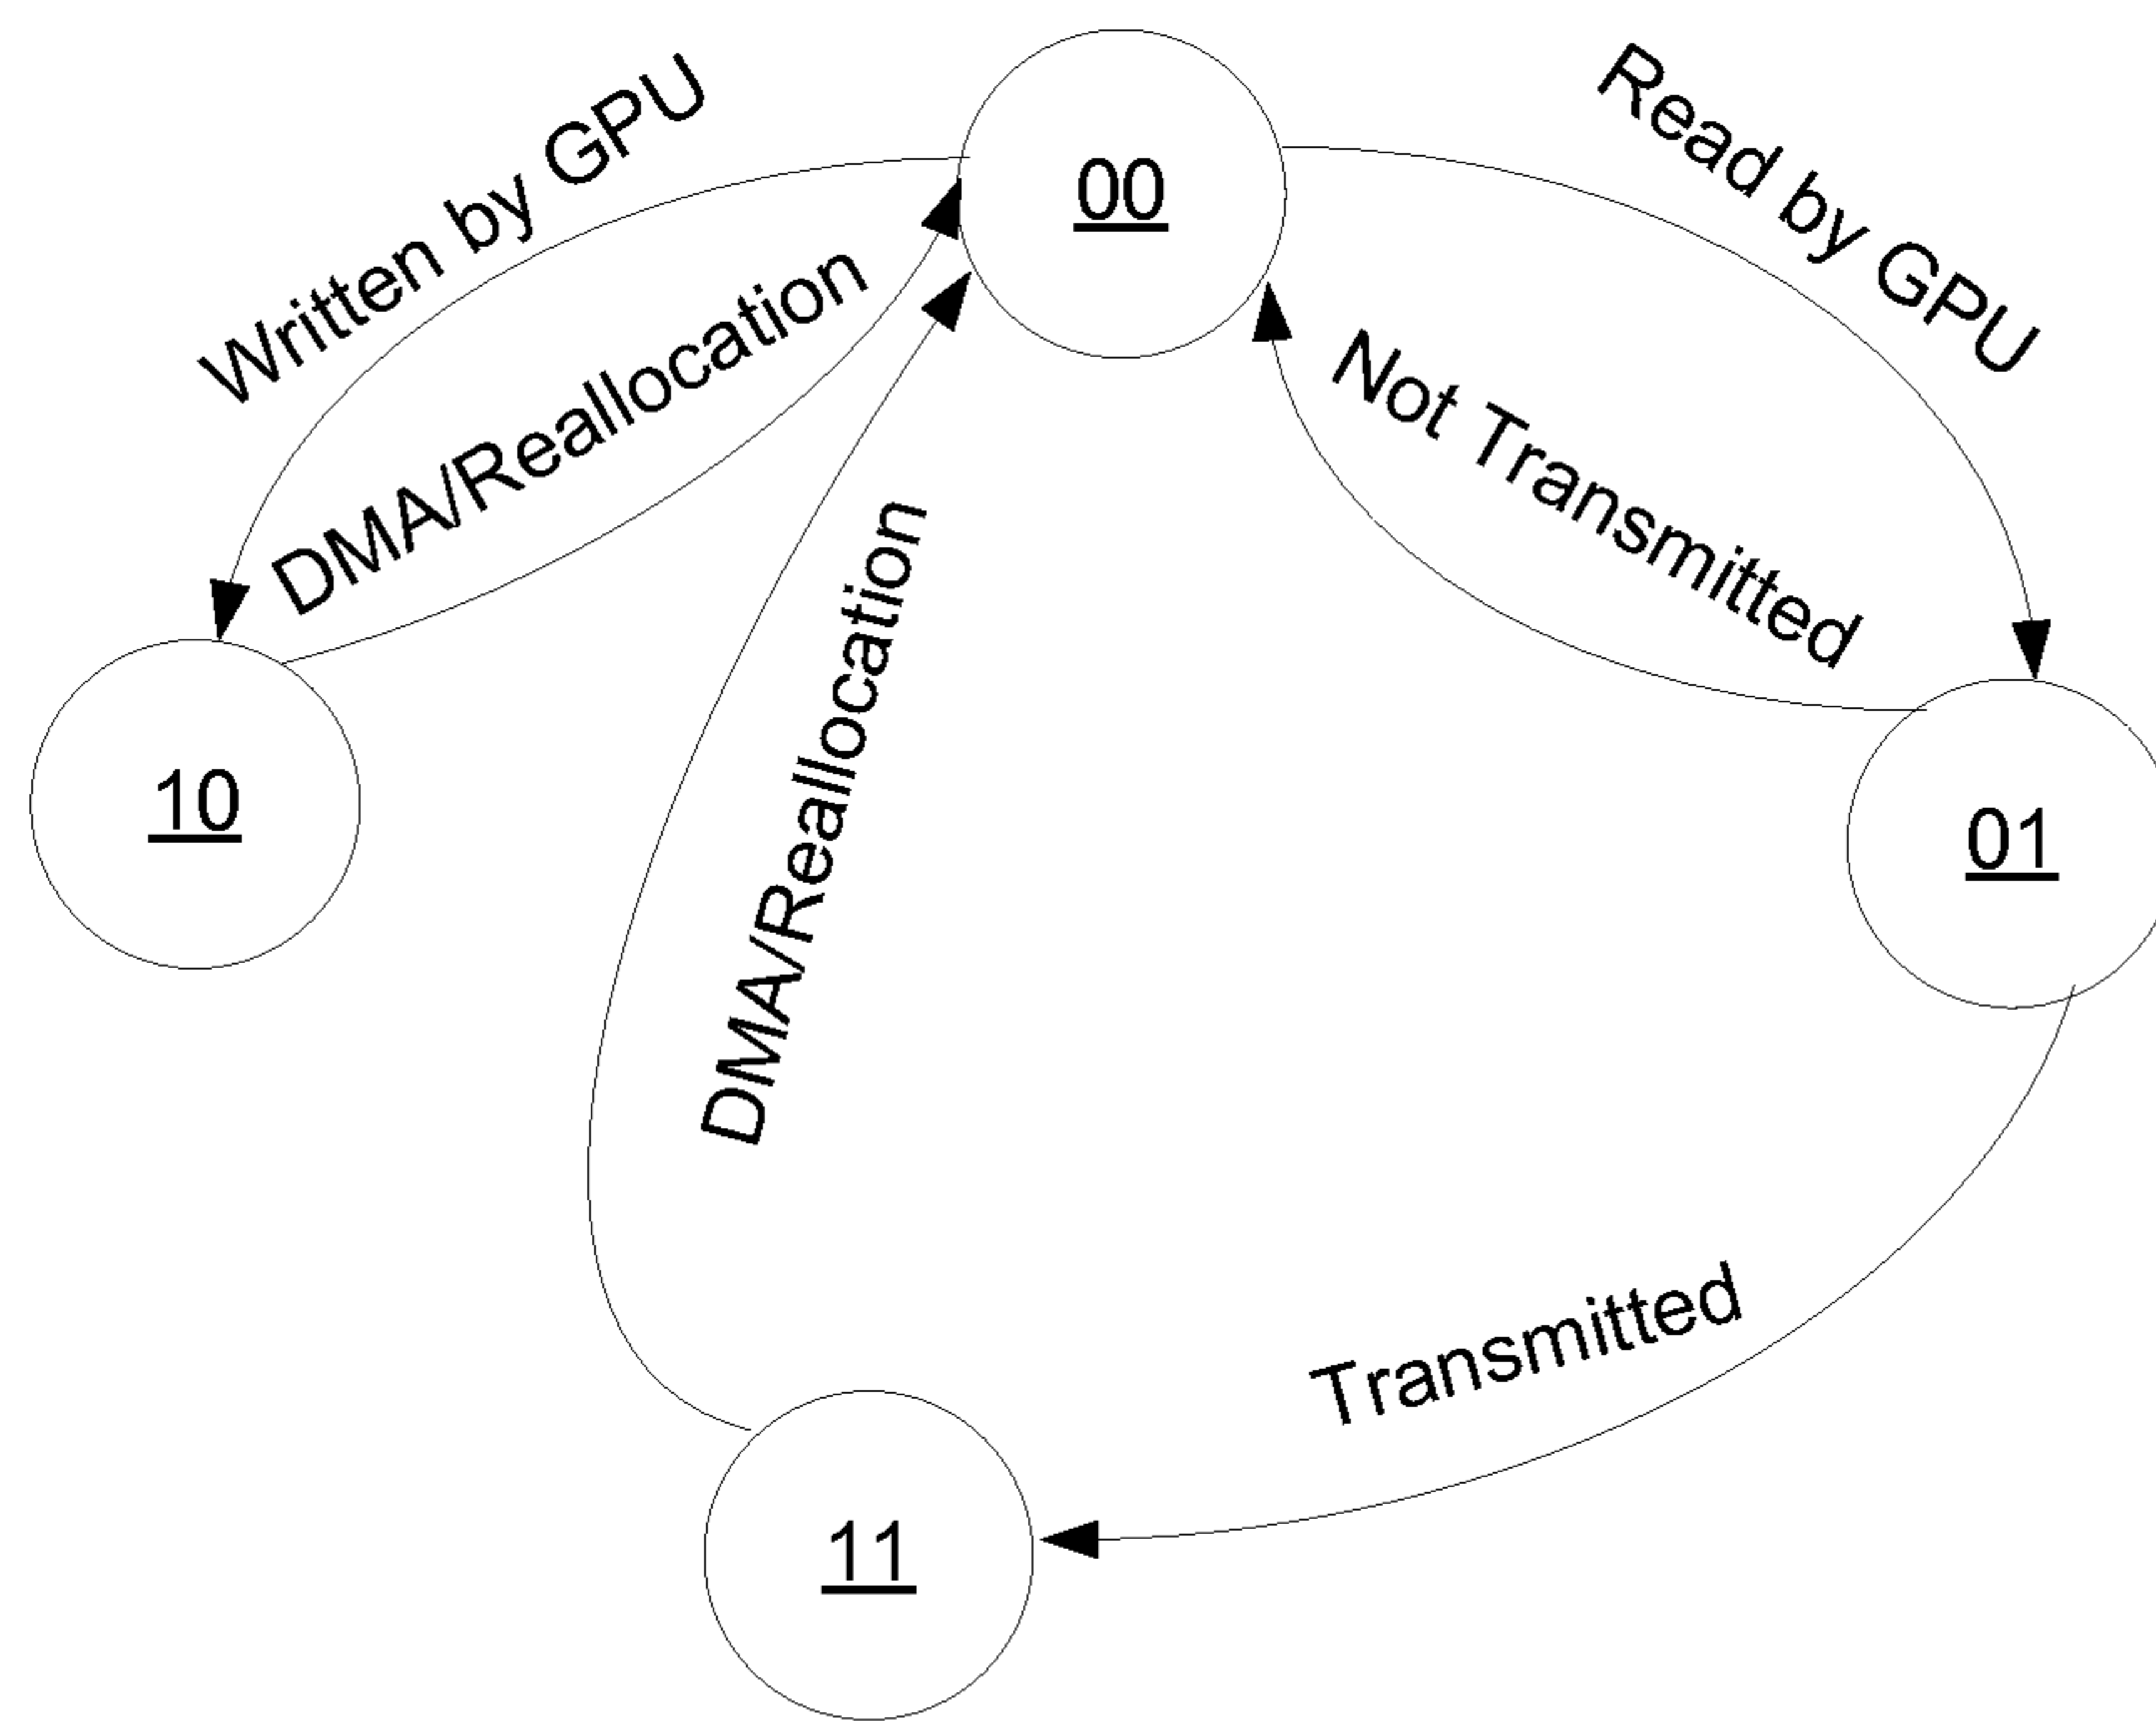 Written by GPU
00
Read by GPU
DMA/Reallocation
Not Transmitted
DMA/Reallocation
10
01
Transmitted
11